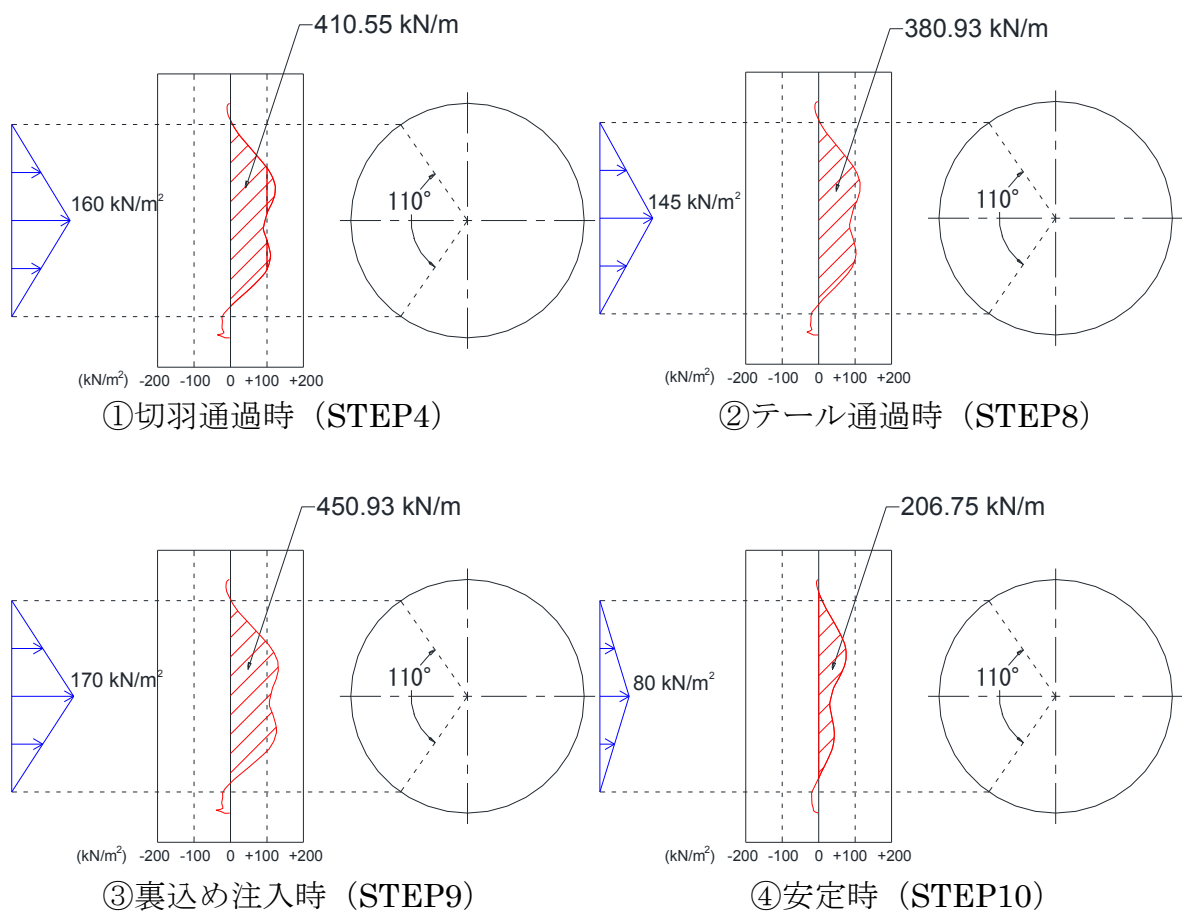 410.55 kN/m
160 kN/m²
110°
(kN/m²) -200 -100 0 +100 +200
①切羽通過時（STEP4）
380.93 kN/m
145 kN/m²
110°
(kN/m²) -200 -100 0 +100 +200
②テール通過時（STEP8）
450.93 kN/m
170 kN/m²
110°
(kN/m²) -200 -100 0 +100 +200
③裏込め注入時（STEP9）
206.75 kN/m
80 kN/m²
110°
(kN/m²) -200 -100 0 +100 +200
④安定時（STEP10）